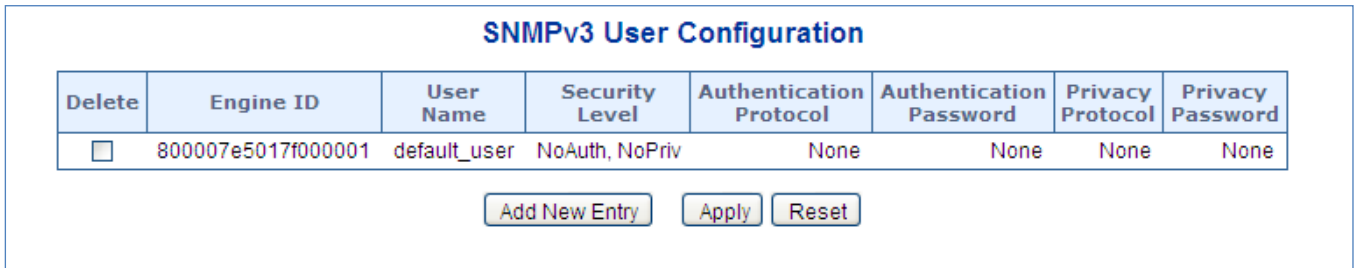 SNMPv3 User Configuration
Delete Engine ID User Name Security Level Authentication Protocol Authentication Password Privacy Protocol Privacy Password
800007e5017f000001 default_user NoAuth, NoPriv None None None None
Add New Entry Apply Reset